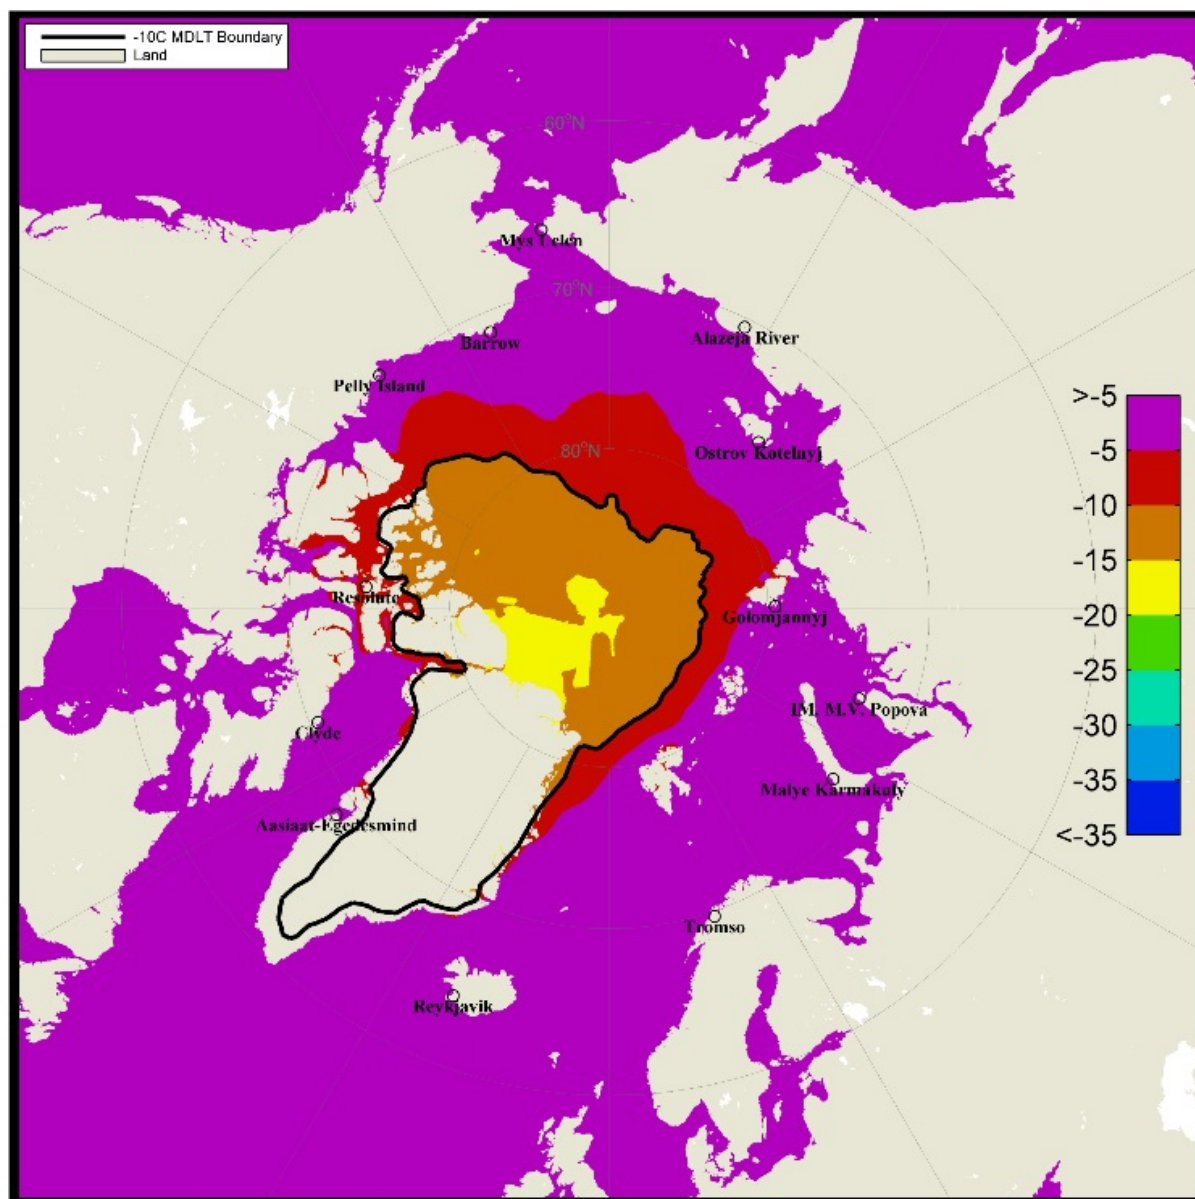 -10C MDLT Boundary
Land
60°N
Mys Uelen
70°N
Barrow
Alazeja River
Pelly Island
80°N
Ostrov Kotelnyj
Resolute
Golomjannyj
IM. M.V. Popova
Clyde
Malye Karmakuly
Aasiaat-Egedesmind
Tromso
Reykjavik
>-5
-5
-10
-15
-20
-25
-30
-35
<-35